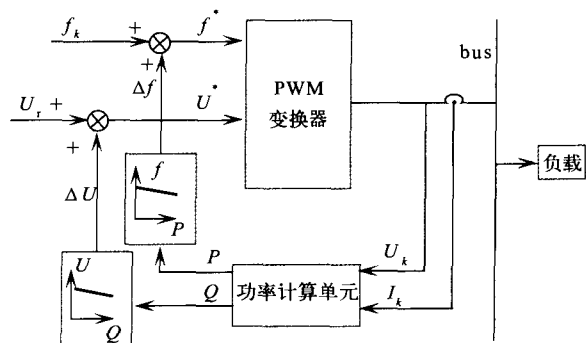 f_k + f*
+
Δf
bus
U_r + U*
+
PWM
变换器
负载
ΔU
f
P
U
Q
P
Q
功率计算单元
U_k
I_k